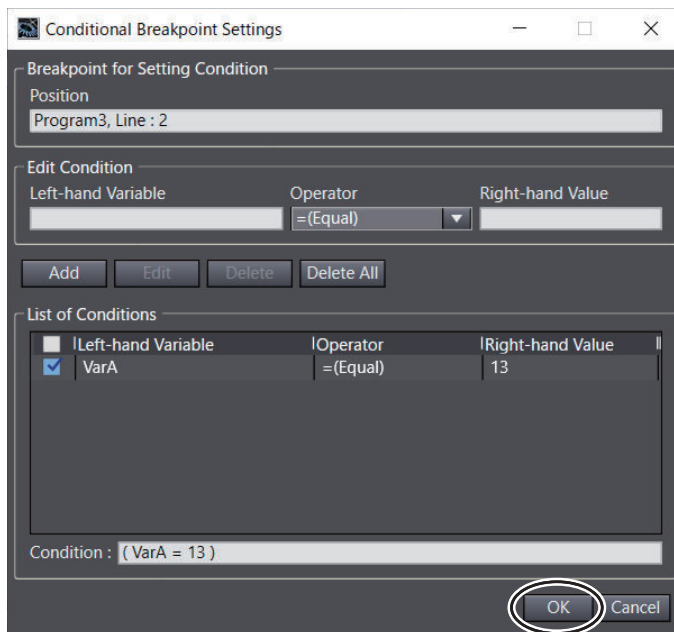 Conditional Breakpoint Settings
Breakpoint for Setting Condition
Position
Program3, Line : 2
Edit Condition
Left-hand Variable Operator Right-hand Value
=(Equal)
Add Edit Delete Delete All
List of Conditions
Left-hand Variable Operator Right-hand Value
VarA =(Equal) 13
Condition : ( VarA = 13 )
OK Cancel